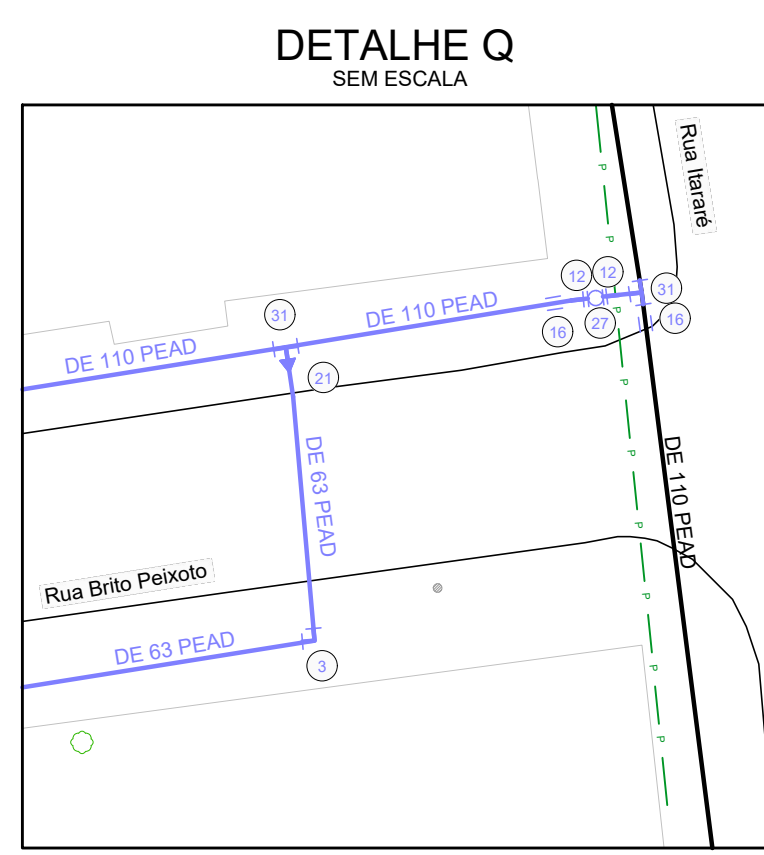 DETALHE Q
SEM ESCALA
Rua Itararé
P
P
12
12
31
31
DE 110 PEAD
27
16
16
P
DE 110 PEAD
21
P
DE 63 PEAD
P
DE 110 PEAD
P
Rua Brito Peixoto
P
DE 63 PEAD
3
P
P